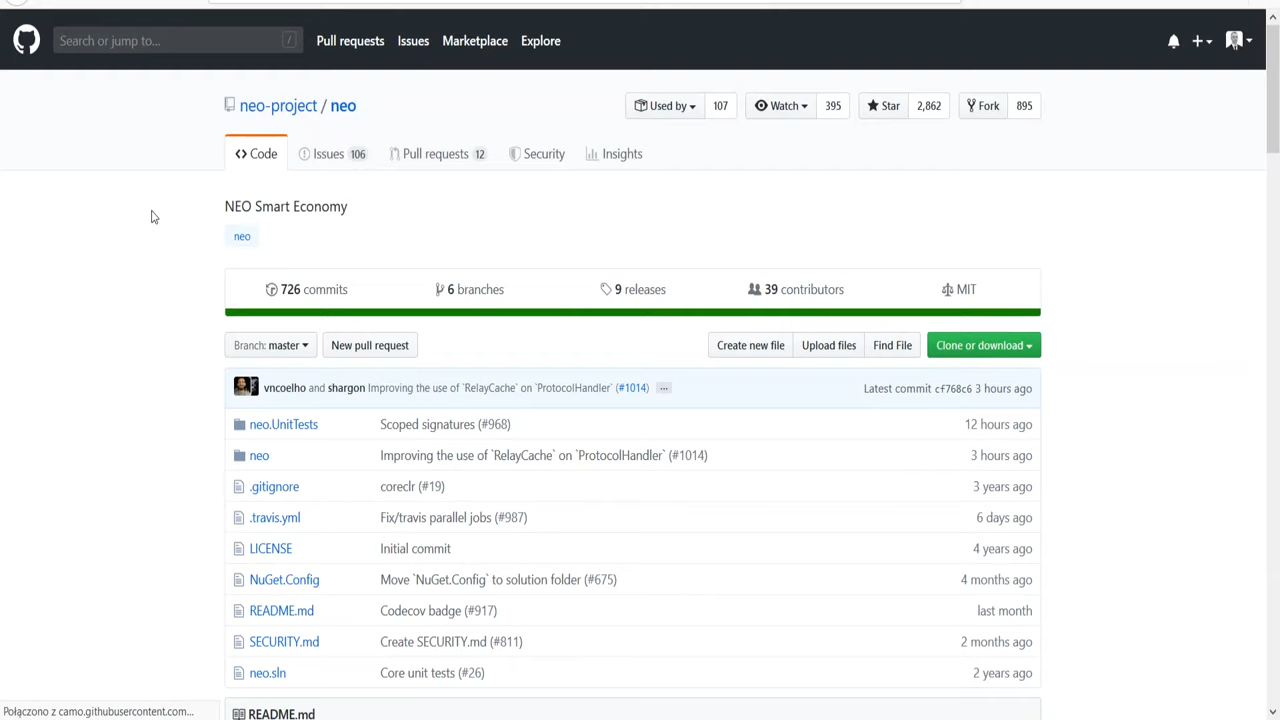 Search or jump to... / Pull requests Issues Marketplace Explore
neo-project / neo Used by 107 Watch 395 Star 2,862 Fork 895
Code Issues 106 Pull requests 12 Security Insights
NEO Smart Economy
neo
726 commits 6 branches 9 releases 39 contributors MIT
Branch: master New pull request Create new file Upload files Find File Clone or download
vncoelho and shargon Improving the use of `RelayCache` on `ProtocolHandler` (#1014) ... Latest commit cf768c6 3 hours ago
neo.UnitTests Scoped signatures (#968) 12 hours ago
neo Improving the use of `RelayCache` on `ProtocolHandler` (#1014) 3 hours ago
.gitignore coreclr (#19) 3 years ago
.travis.yml Fix/travis parallel jobs (#987) 6 days ago
LICENSE Initial commit 4 years ago
NuGet.Config Move `NuGet.Config` to solution folder (#675) 4 months ago
README.md Codecov badge (#917) last month
SECURITY.md Create SECURITY.md (#811) 2 months ago
neo.sln Core unit tests (#26) 2 years ago
README.md
Połączono z camo.githubusercontent.com...